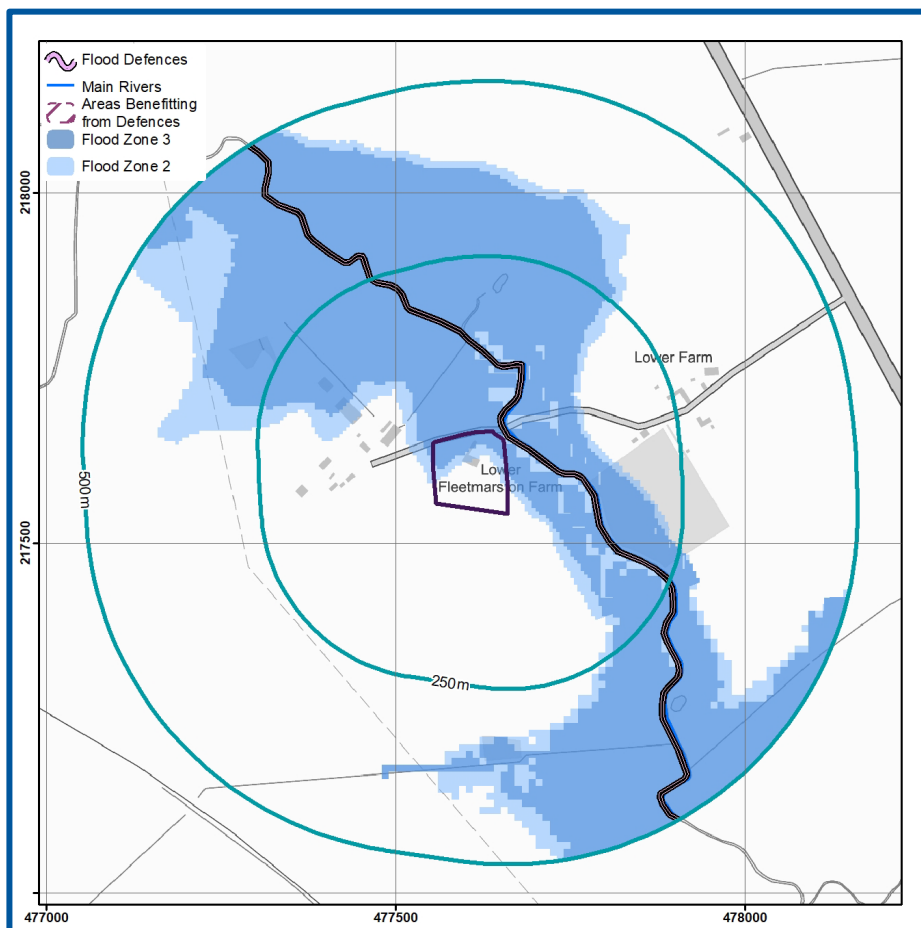 Flood Defences
Main Rivers
Areas Benefitting
from Defences
Flood Zone 3
Flood Zone 2
218000
Lower Farm
Lower
Fleetmarston Farm
500m
217500
250m
477000
477500
478000